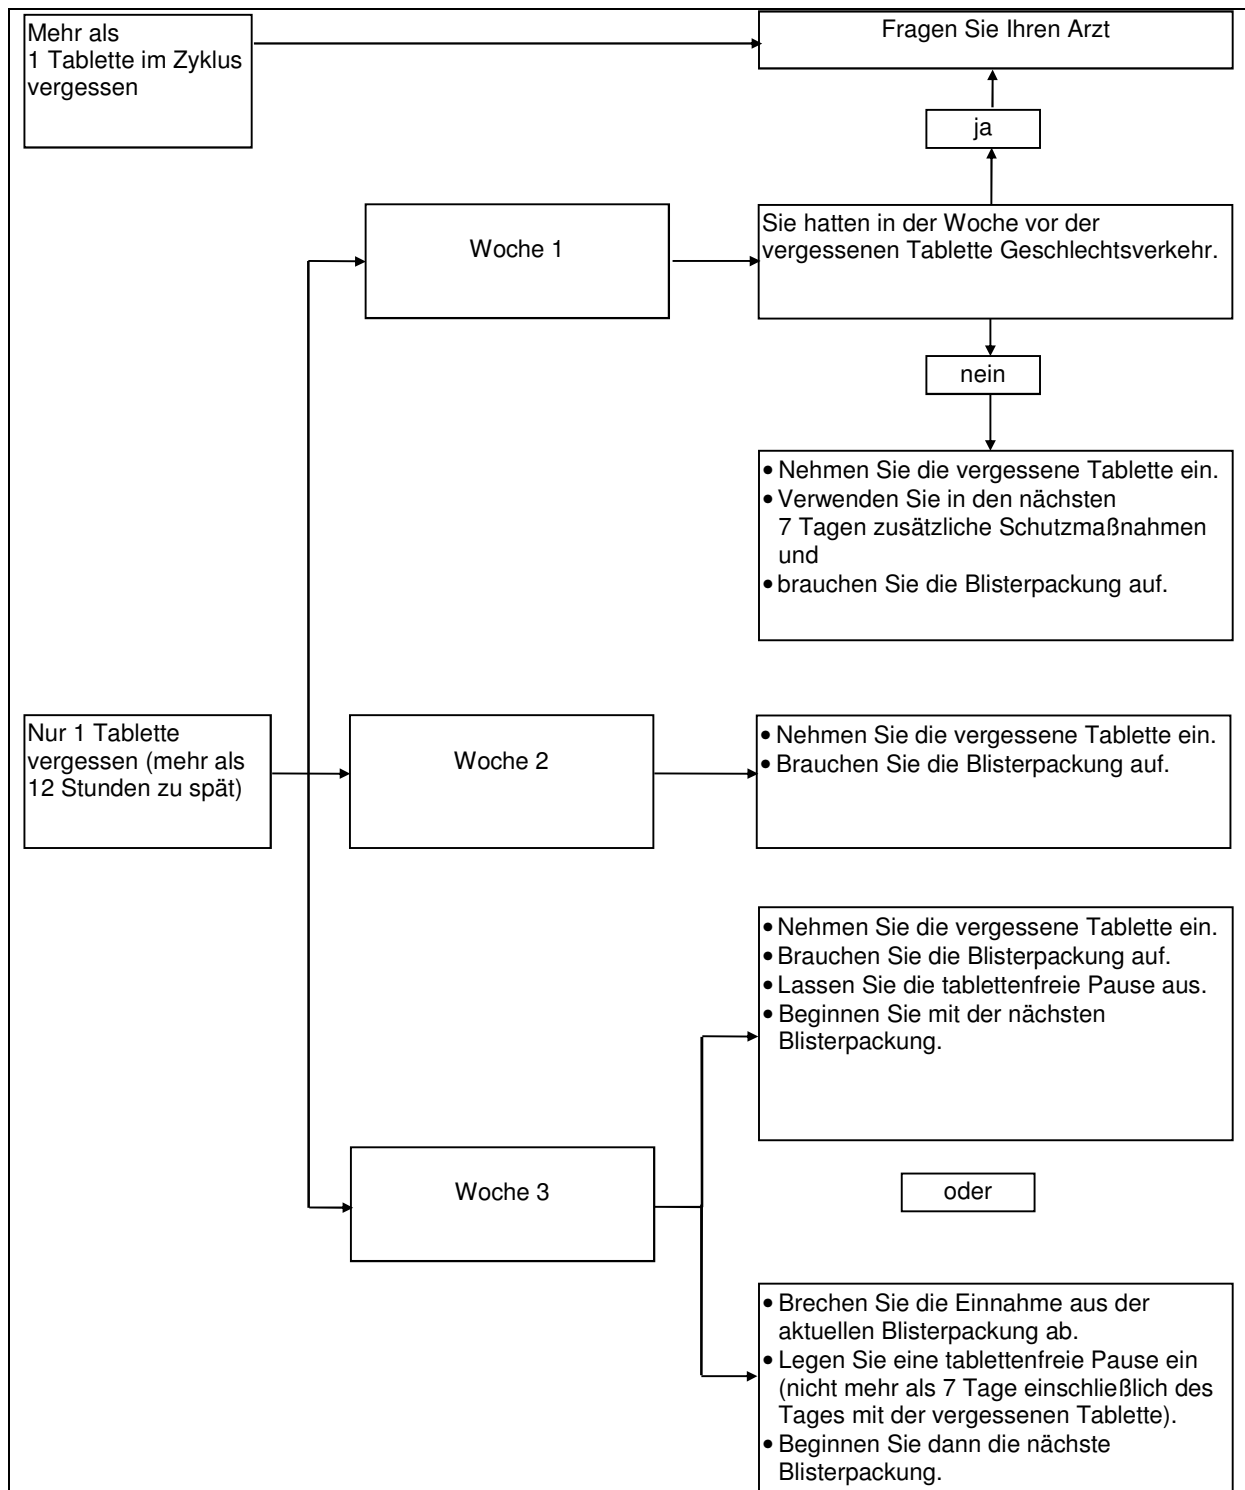 Mehr als
1 Tablette im Zyklus
vergessen
Fragen Sie Ihren Arzt
ja
Woche 1
Sie hatten in der Woche vor der
vergessenen Tablette Geschlechtsverkehr.
nein
• Nehmen Sie die vergessene Tablette ein.
• Verwenden Sie in den nächsten
7 Tagen zusätzliche Schutzmaßnahmen
und
• brauchen Sie die Blisterpackung auf.
Nur 1 Tablette
vergessen (mehr als
12 Stunden zu spät)
Woche 2
• Nehmen Sie die vergessene Tablette ein.
• Brauchen Sie die Blisterpackung auf.
• Nehmen Sie die vergessene Tablette ein.
• Brauchen Sie die Blisterpackung auf.
• Lassen Sie die tablettenfreie Pause aus.
• Beginnen Sie mit der nächsten
Blisterpackung.
Woche 3
oder
• Brechen Sie die Einnahme aus der
aktuellen Blisterpackung ab.
• Legen Sie eine tablettenfreie Pause ein
(nicht mehr als 7 Tage einschließlich des
Tages mit der vergessenen Tablette).
• Beginnen Sie dann die nächste
Blisterpackung.